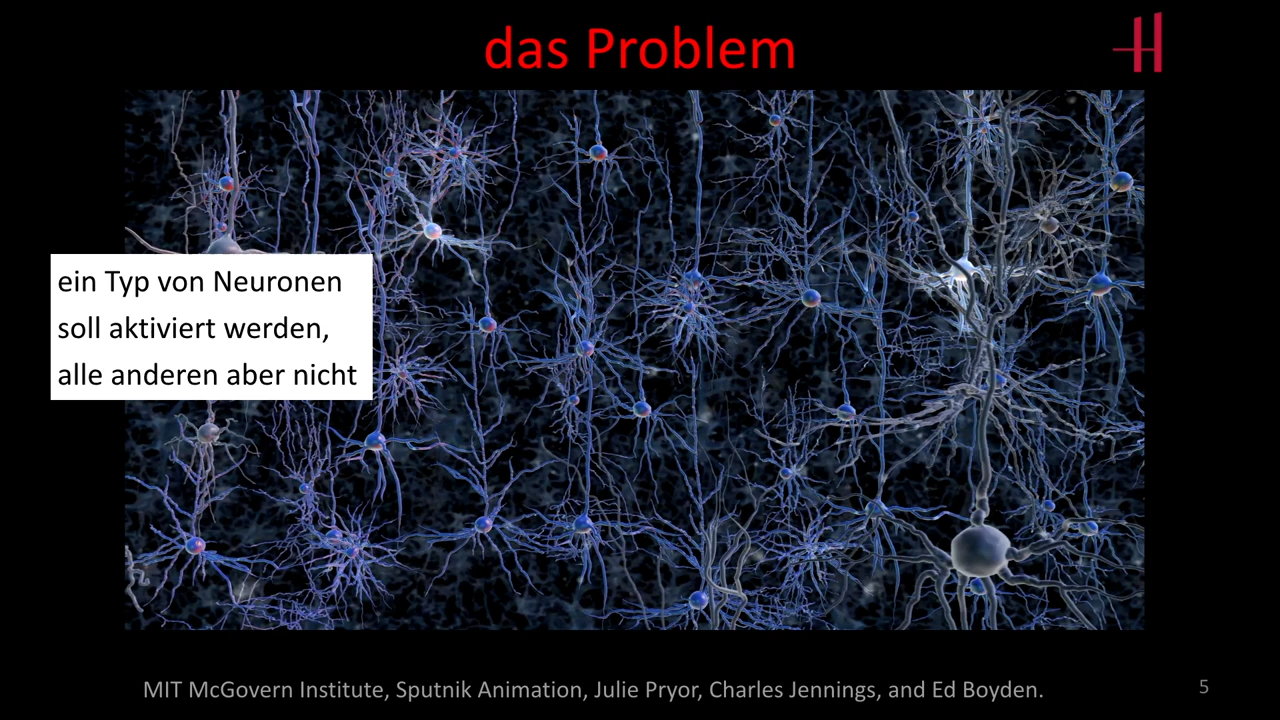 das Problem
ein Typ von Neuronen
soll aktiviert werden,
alle anderen aber nicht
MIT McGovern Institute, Sputnik Animation, Julie Pryor, Charles Jennings, and Ed Boyden.
5